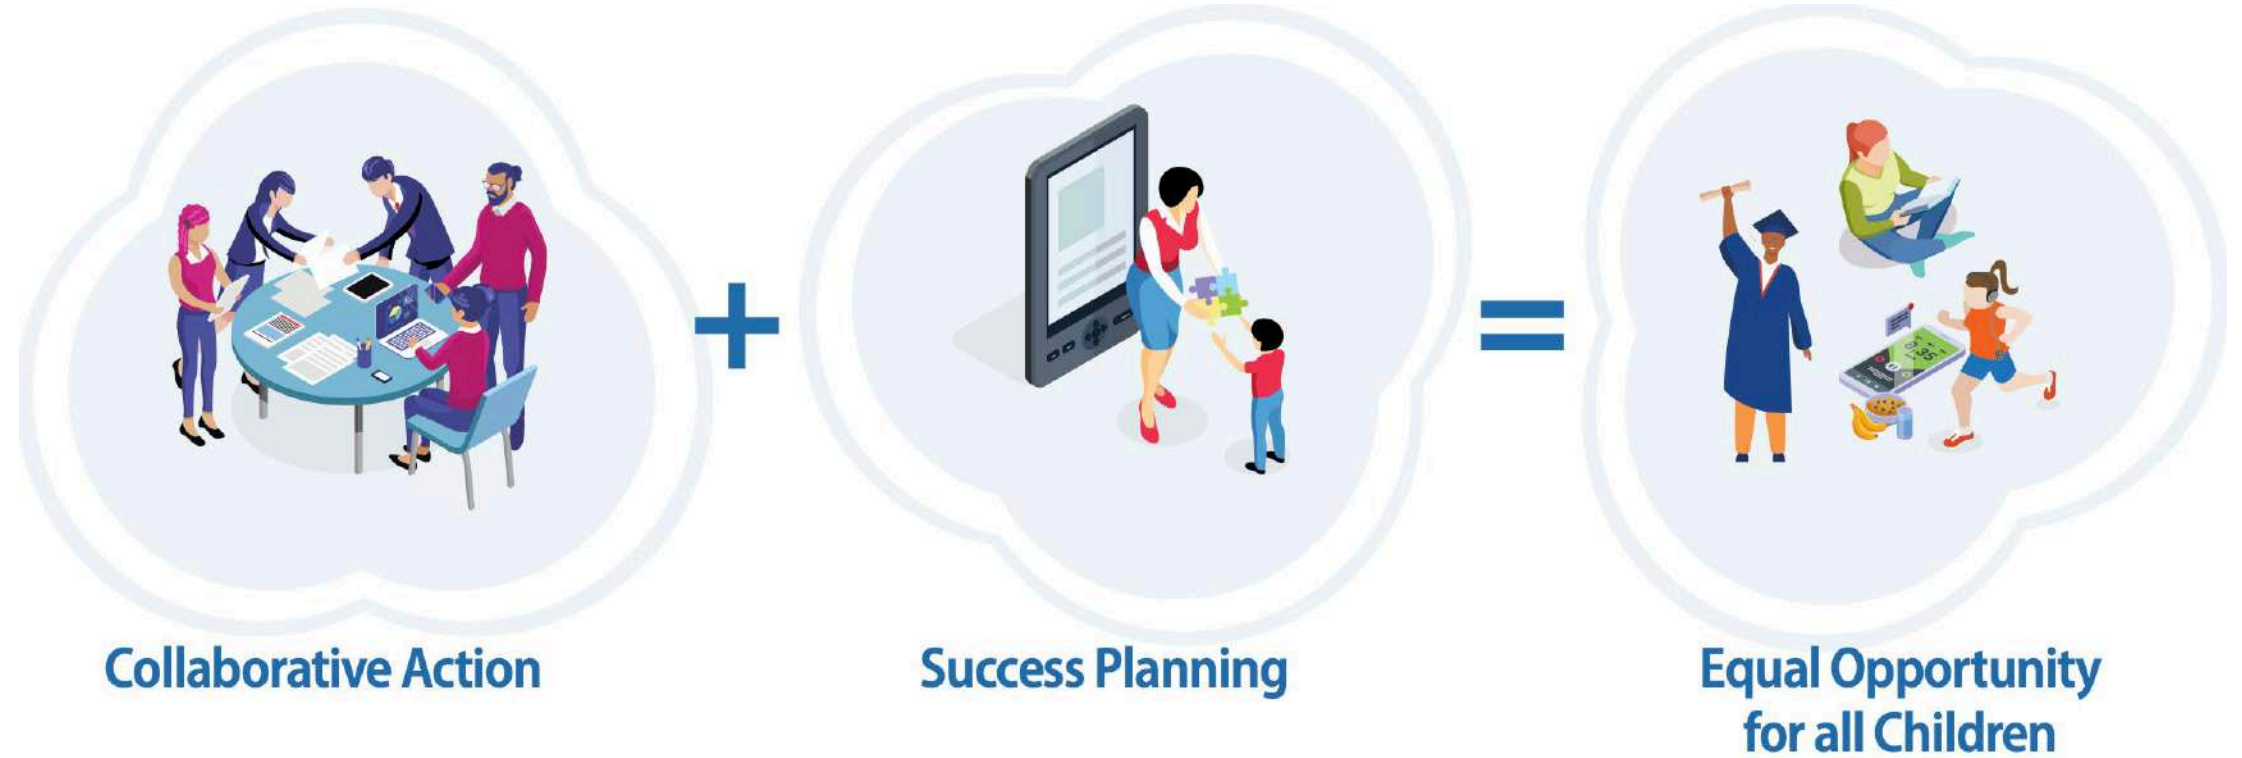 +
=
Collaborative Action
Success Planning
Equal Opportunity
for all Children